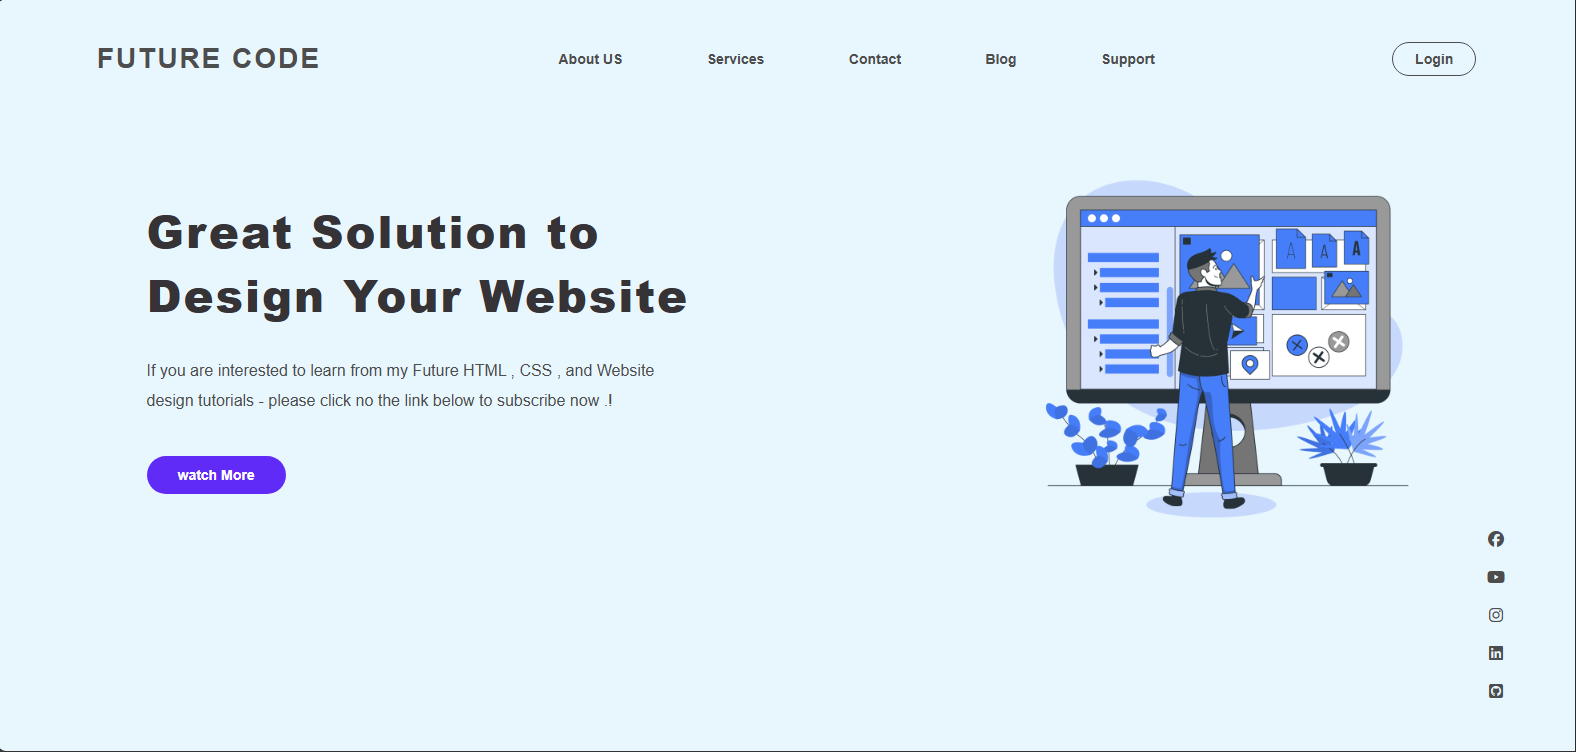 FUTURE CODE
About US
Services
Contact
Blog
Support
Login
Great Solution to
Design Your Website
If you are interested to learn from my Future HTML , CSS , and Website
design tutorials - please click no the link below to subscribe now .!
watch More
A
A
A
in